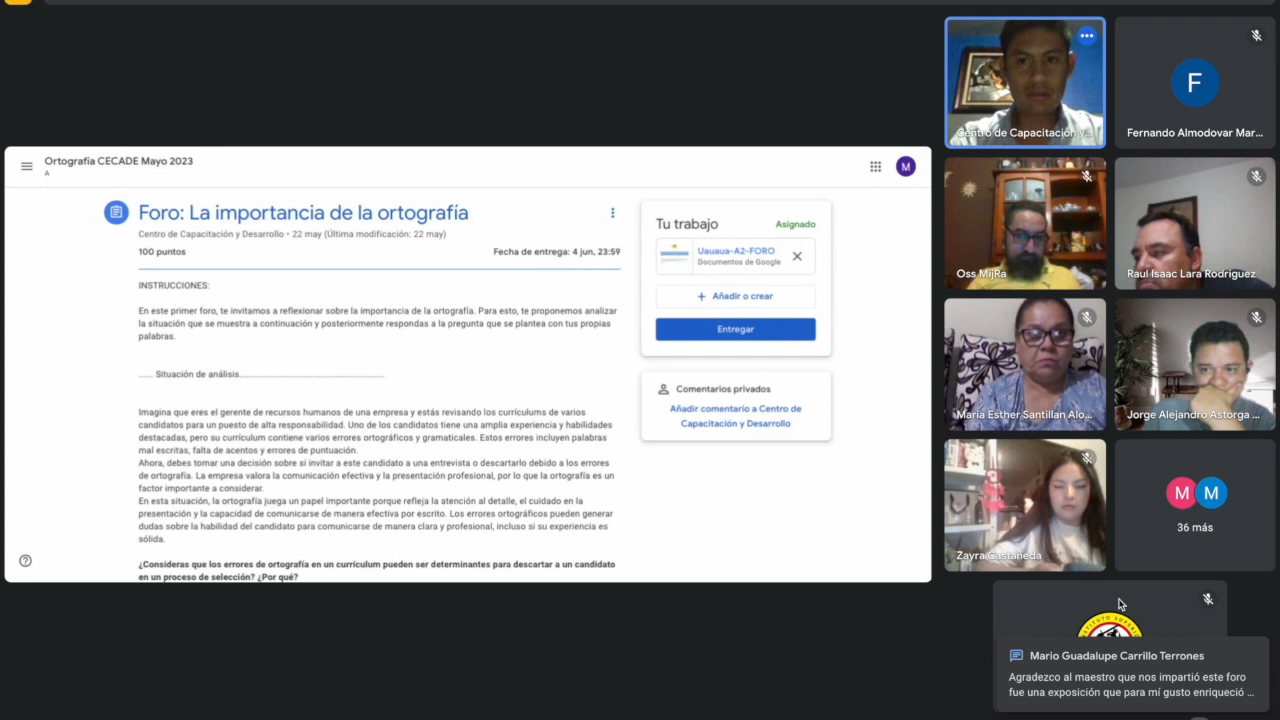 Ortografía CECADE Mayo 2023
A
M
Foro: La importancia de la ortografía
Centro de Capacitación y Desarrollo • 22 may (Última modificación: 22 may)
100 puntos
Fecha de entrega: 4 jun, 23:59
INSTRUCCIONES:
En este primer foro, te invitamos a reflexionar sobre la importancia de la ortografía. Para esto, te proponemos analizar
la situación que se muestra a continuación y posteriormente respondas a la pregunta que se plantea con tus propias
palabras.
...... Situación de análisis............................................................
Imagina que eres el gerente de recursos humanos de una empresa y estás revisando los currículums de varios
candidatos para un puesto de alta responsabilidad. Uno de los candidatos tiene una amplia experiencia y habilidades
destacadas, pero su currículum contiene varios errores ortográficos y gramaticales. Estos errores incluyen palabras
mal escritas, falta de acentos y errores de puntuación.
Ahora, debes tomar una decisión sobre si invitar a este candidato a una entrevista o descartarlo debido a los errores
de ortografía. La empresa valora la comunicación efectiva y la presentación profesional, por lo que la ortografía es un
factor importante a considerar.
En esta situación, la ortografía juega un papel importante porque refleja la atención al detalle, el cuidado en la
presentación y la capacidad de comunicarse de manera efectiva por escrito. Los errores ortográficos pueden generar
dudas sobre la habilidad del candidato para comunicarse de manera clara y profesional, incluso si su experiencia es
sólida.
¿Consideras que los errores de ortografía en un currículum pueden ser determinantes para descartar a un candidato
en un proceso de selección? ¿Por qué?
Tu trabajo
Asignado
Uauaua-A2-FORO
Documentos de Google
+ Añadir o crear
Entregar
Comentarios privados
Añadir comentario a Centro de
Capacitación y Desarrollo
Centro de Capacitación y...
F
Fernando Almodovar Mar...
Oss MijRa
Raul Isaac Lara Rodriguez
Maria Esther Santillan Alo...
Jorge Alejandro Astorga ...
Zayra Castañeda
M M
36 más
Mario Guadalupe Carrillo Terrones
Agradezco al maestro que nos impartió este foro
fue una exposición que para mí gusto enriqueció ...